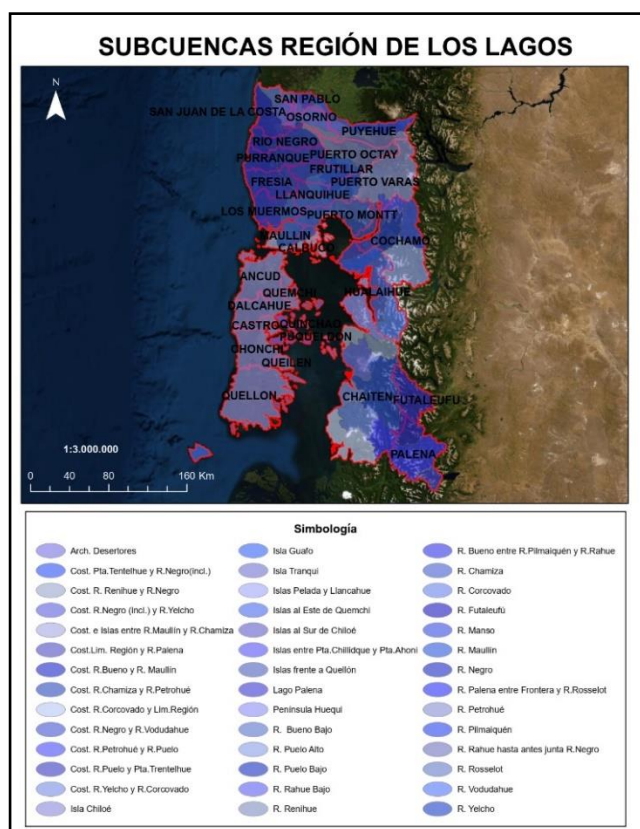 SUBCUENCAS REGIÓN DE LOS LAGOS
N
SAN PABLO
SAN JUAN DE LA COSTA
OSORNO
PUYEHUE
RIO NEGRO
PURRANQUE
PUERTO OCTAY
FRUTILLAR
FRESIA
PUERTO VARAS
LLANQUIHUE
LOS MUERMOS
PUERTO MONTT
MAULLIN
COCHAMO
CALBUCO
ANCUD
QUEMCHI
HUALAIHUE
DALCAHUE
CASTRO
QUINCHAO
PUQUELDON
CHONCHI
QUEILEN
QUELLON
CHAITEN
FUTALEUFU
PALENA
1:3.000.000
0 40 80 160 Km
Simbología
Arch. Desertores
Cost. Pta.Tentelhue y R.Negro(incl.)
Cost. R. Renihue y R.Negro
Cost. R.Negro (Incl.) y R.Yelcho
Cost. e Islas entre R.Maullín y R.Chamiza
Cost.Lim. Región y R.Palena
Cost. R.Bueno y R. Maullín
Cost. R.Chamiza y R.Petrohué
Cost. R.Corcovado y Lim.Región
Cost. R.Negro y R.Vodudahue
Cost. R.Petrohué y R.Puelo
Cost. R.Puelo y Pta.Trentelhue
Cost. R.Yelcho y R.Corcovado
Isla Chiloé
Isla Guafo
Isla Tranqui
Islas Pelada y Llancahue
Islas al Este de Quemchi
Islas al Sur de Chiloé
Islas entre Pta.Chillidque y Pta.Ahoni
Islas frente a Quellón
Lago Palena
Península Huequi
R. Bueno Bajo
R. Puelo Alto
R. Puelo Bajo
R. Rahue Bajo
R. Renihue
R. Bueno entre R.Pilmaiquén y R.Rahue
R. Chamiza
R. Corcovado
R. Futaleufú
R. Manso
R. Maullín
R. Negro
R. Palena entre Frontera y R.Rosselot
R. Petrohué
R. Pilmaiquén
R. Rahue hasta antes junta R.Negro
R. Rosselot
R. Vodudahue
R. Yelcho